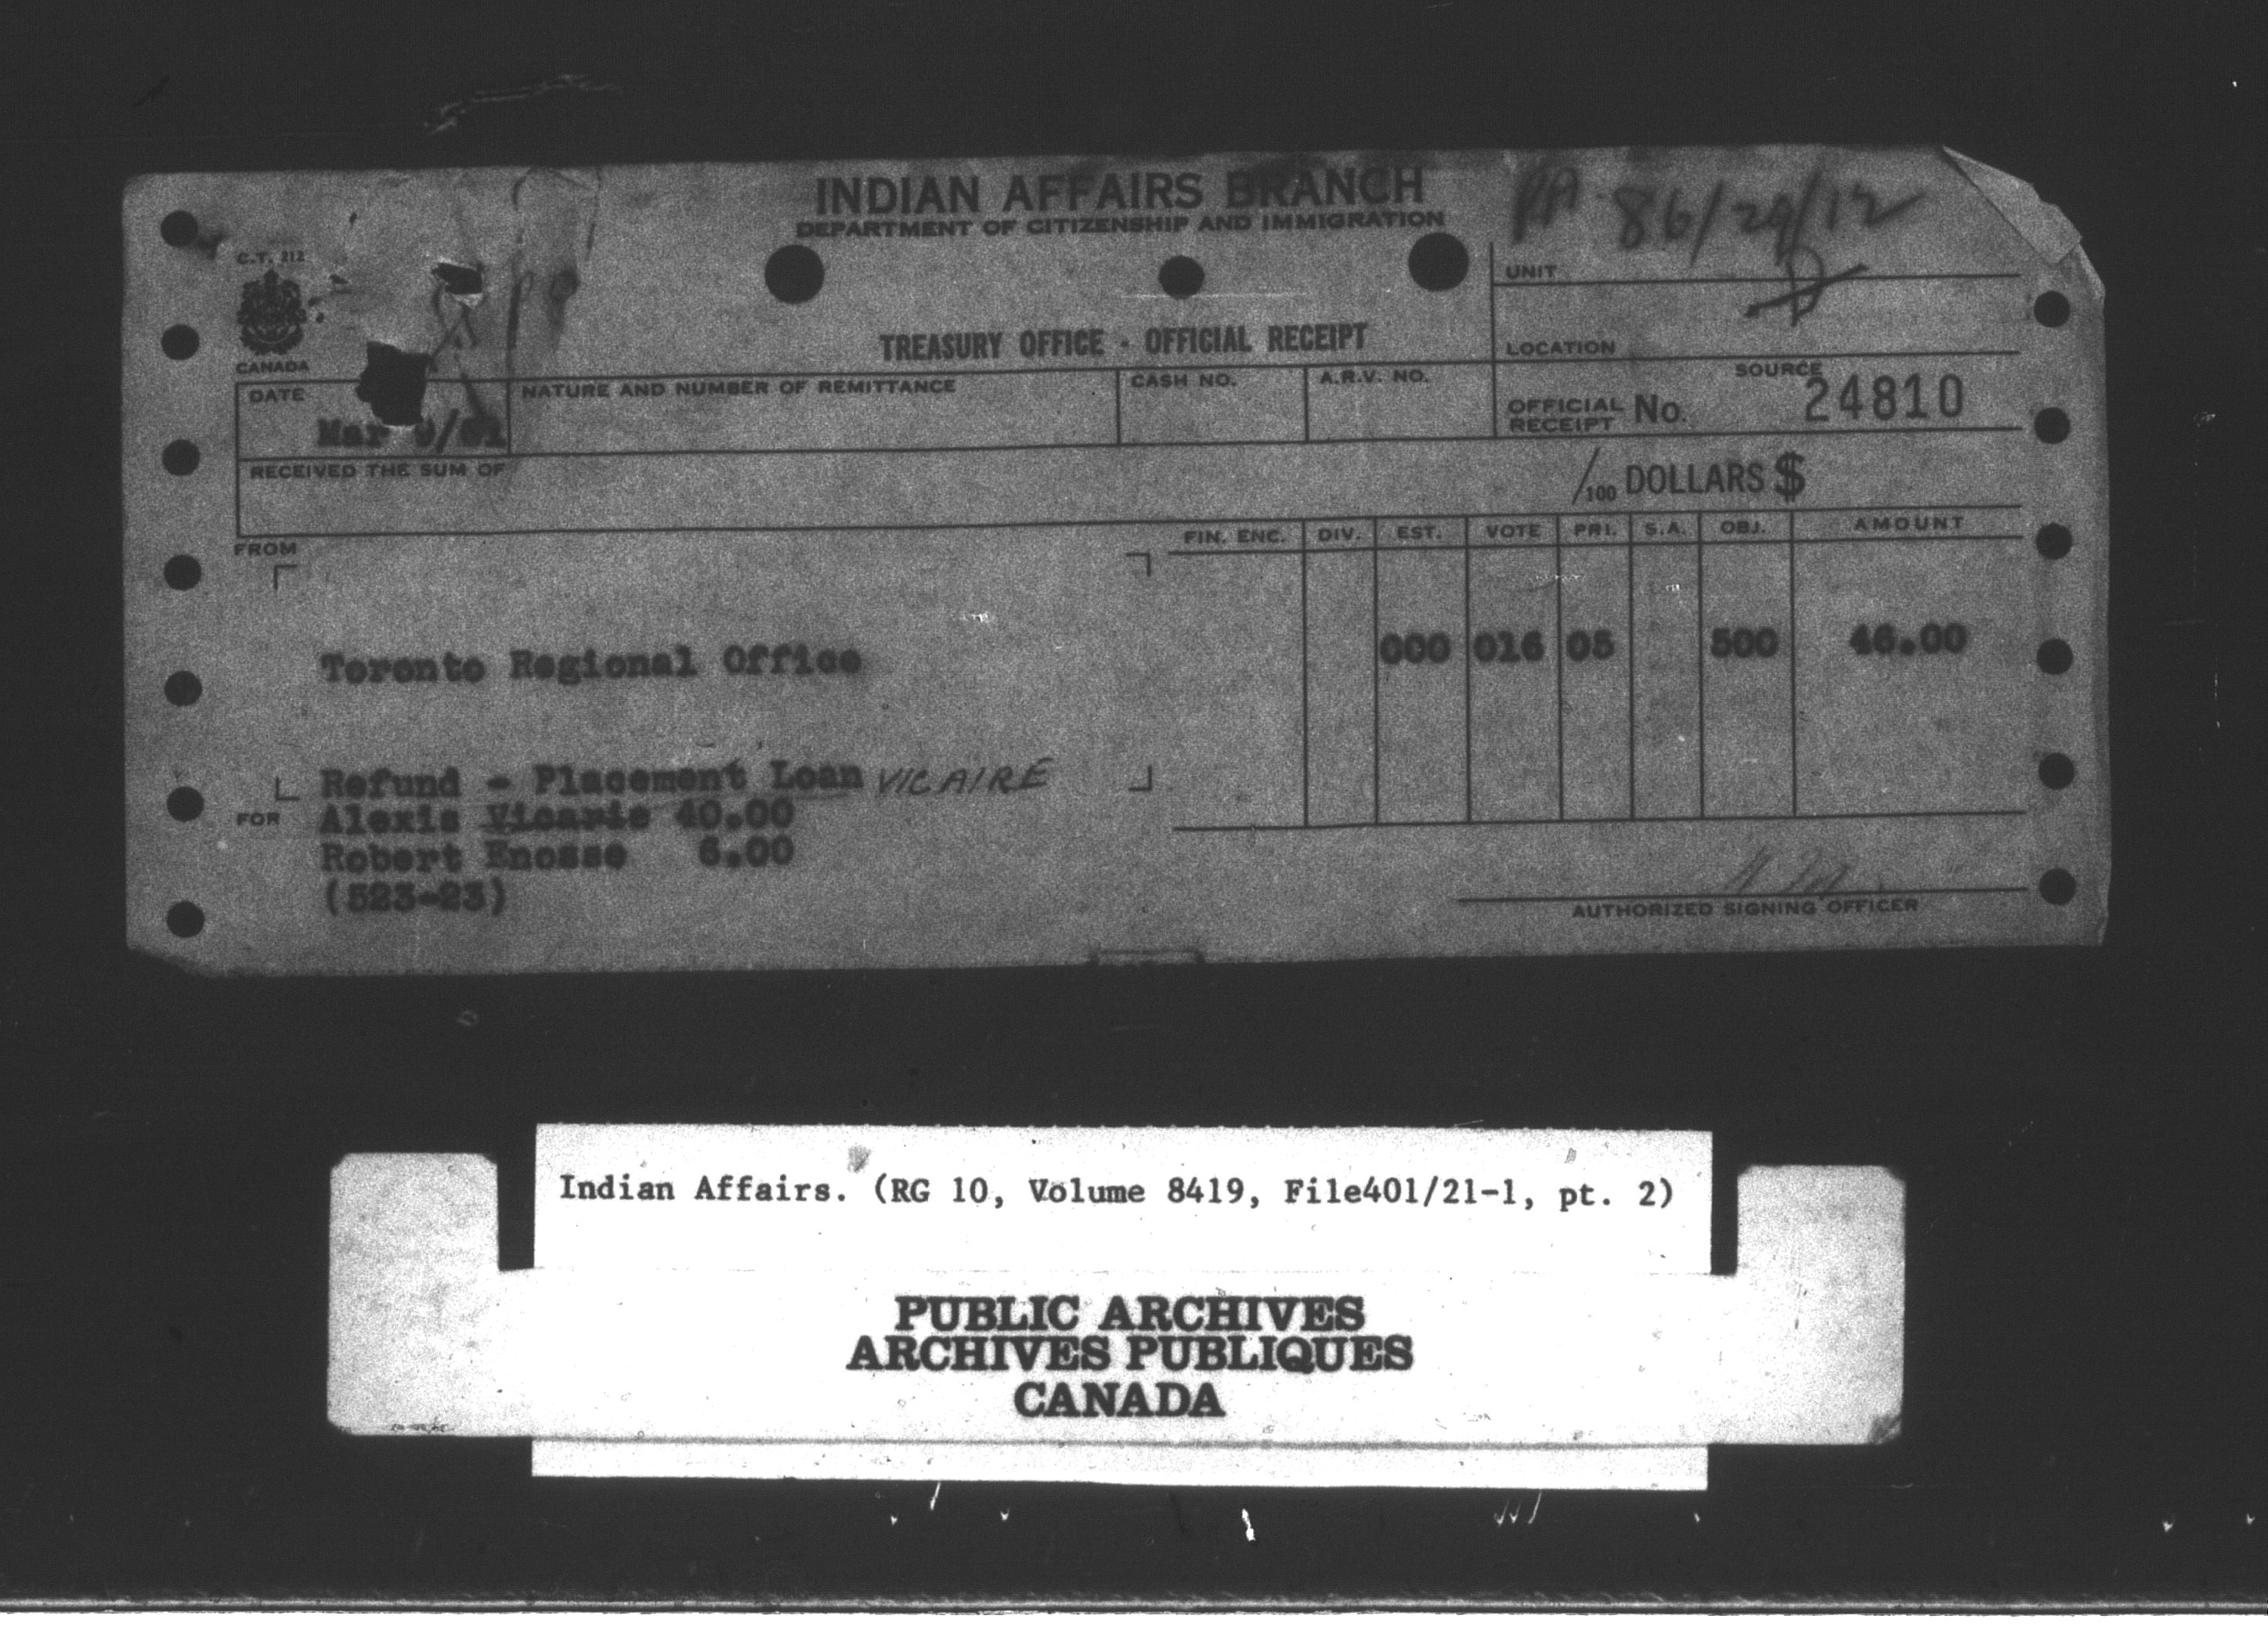 INDIAN AFFAIRS BRANCH
DEPARTMENT OF CITIZENSHIP AND IMMIGRATION
PA 86/29/12
C.T. 212
CANADA
UNIT
TREASURY OFFICE - OFFICIAL RECEIPT
LOCATION
SOURCE
DATE
NATURE AND NUMBER OF REMITTANCE
CASH NO.
A.R.V. NO.
OFFICIAL RECEIPT No. 24810
Mar 9/61
RECEIVED THE SUM OF
/100 DOLLARS $
FROM
FIN. ENC. DIV. EST. VOTE PRI. S.A. OBJ. AMOUNT
Toronto Regional Office
000 016 05 500 46.00
Refund - Placement Loan VICAIRE
FOR Alexis Vicarie 40.00
Robert Enosse 6.00
(523-23)
AUTHORIZED SIGNING OFFICER
Indian Affairs. (RG 10, Volume 8419, File401/21-1, pt. 2)
PUBLIC ARCHIVES
ARCHIVES PUBLIQUES
CANADA